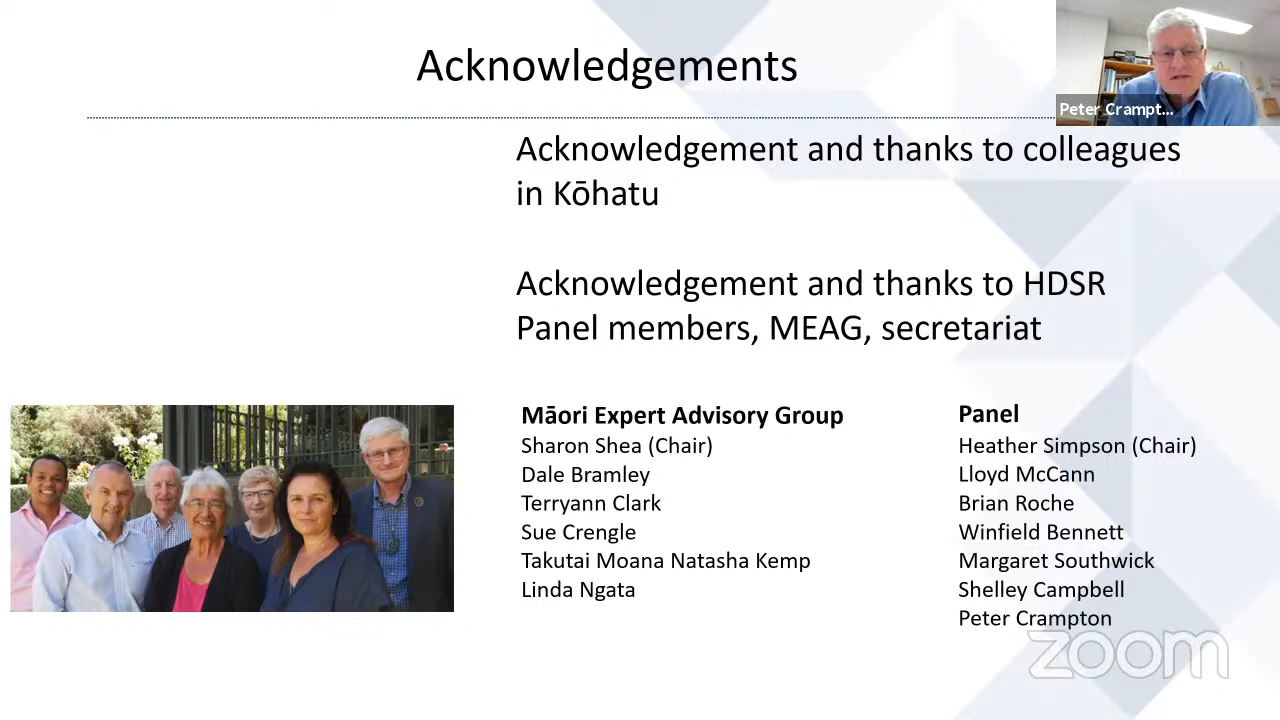 Acknowledgements
Peter Crampt...
Acknowledgement and thanks to colleagues
in Kōhatu
Acknowledgement and thanks to HDSR
Panel members, MEAG, secretariat
Māori Expert Advisory Group
Sharon Shea (Chair)
Dale Bramley
Terryann Clark
Sue Crengle
Takutai Moana Natasha Kemp
Linda Ngata
Panel
Heather Simpson (Chair)
Lloyd McCann
Brian Roche
Winfield Bennett
Margaret Southwick
Shelley Campbell
Peter Crampton
zoom